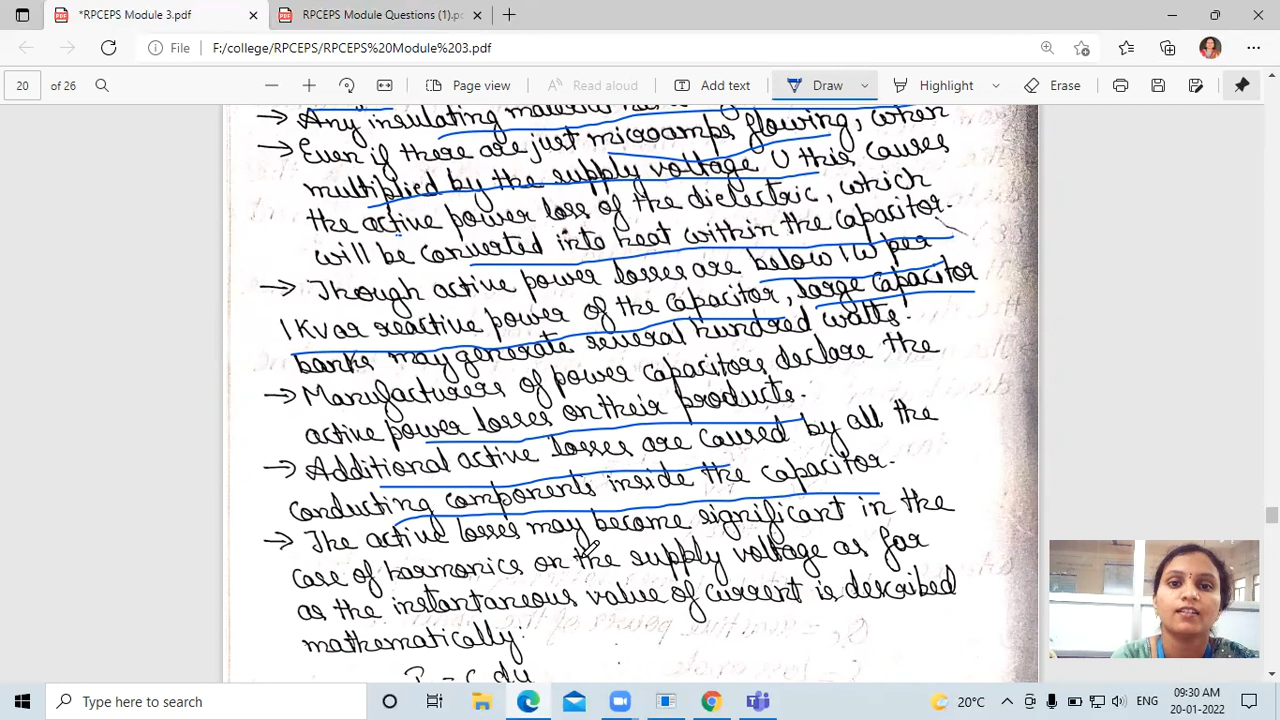 *RPCEPS Module 3.pdf
RPCEPS Module Questions (1).pc
File
F:/college/RPCEPS/RPCEPS%20Module%203.pdf
20 of 26
Page view
Read aloud
Add text
Draw
Highlight
Erase
→ Any insulating material has
→ Even if there are just microamps flowing, when
multiplied by the supply voltage U this causes
the active power loss of the dielectric, which
will be converted into heat within the capacitor.
→ Though active power losses are below 1W per
1Kvar reactive power of the capacitor, large capacitor
banks may generate several hundred watts!
→ Manufacturers of power capacitors declare the
active power losses on their products.
→ Additional active losses are caused by all the
conducting components inside the capacitor.
→ The active losses may become significant in the
case of harmonics on the supply voltage as far
as the instantaneous value of current is described
mathematically:
Type here to search
20°C
ENG
09:30 AM
20-01-2022